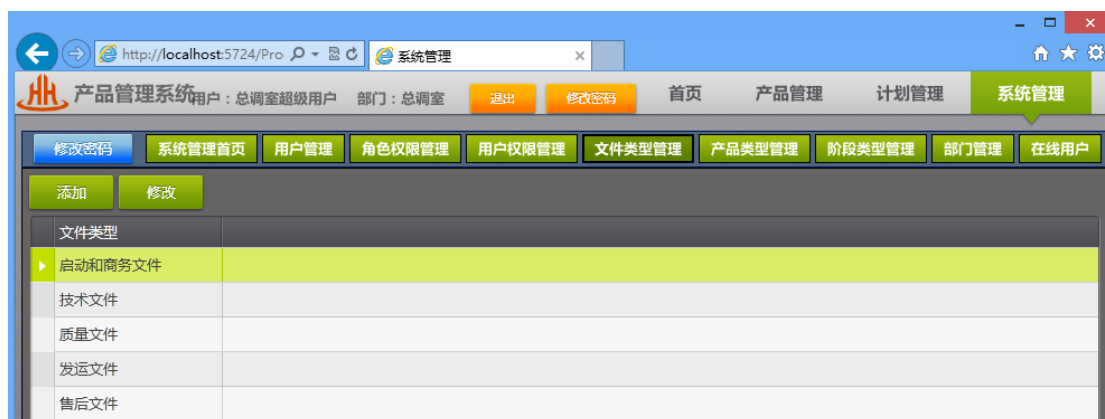 http://localhost:5724/Pro 系统管理
产品管理系统 用户：总调室超级用户 部门：总调室 退出 修改密码 首页 产品管理 计划管理 系统管理
修改密码 系统管理首页 用户管理 角色权限管理 用户权限管理 文件类型管理 产品类型管理 阶段类型管理 部门管理 在线用户
添加 修改
文件类型
启动和商务文件
技术文件
质量文件
发运文件
售后文件